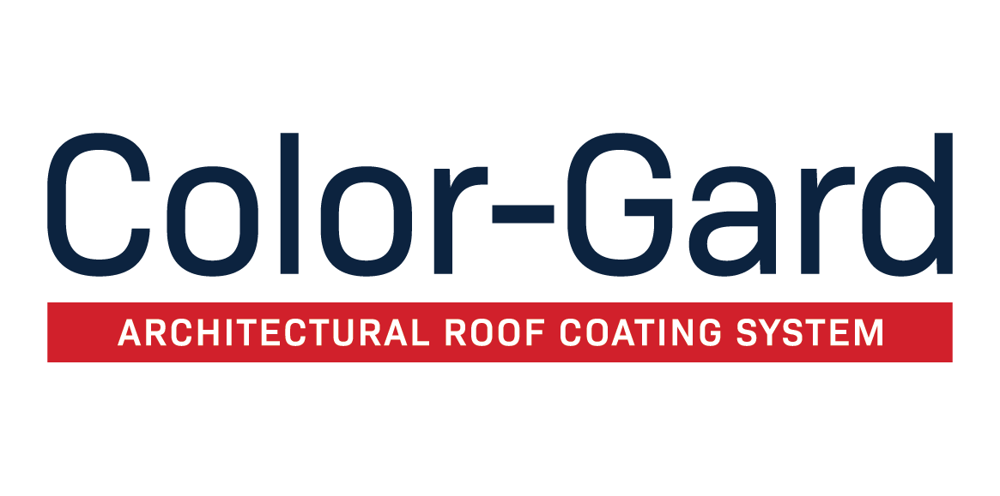 Color-Gard
ARCHITECTURAL ROOF COATING SYSTEM